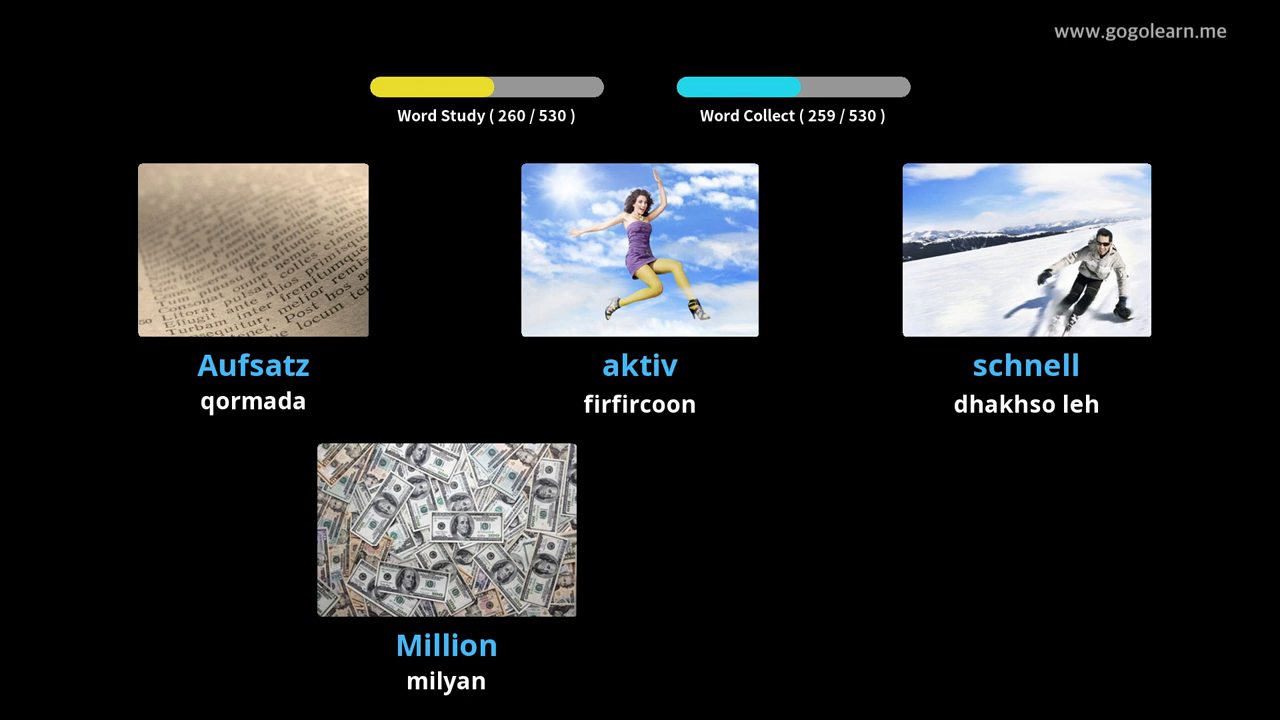 www.gogolearn.me
Word Study ( 260 / 530 )
Word Collect ( 259 / 530 )
Aufsatz
qormada
aktiv
firfircoon
schnell
dhakhso leh
Million
milyan